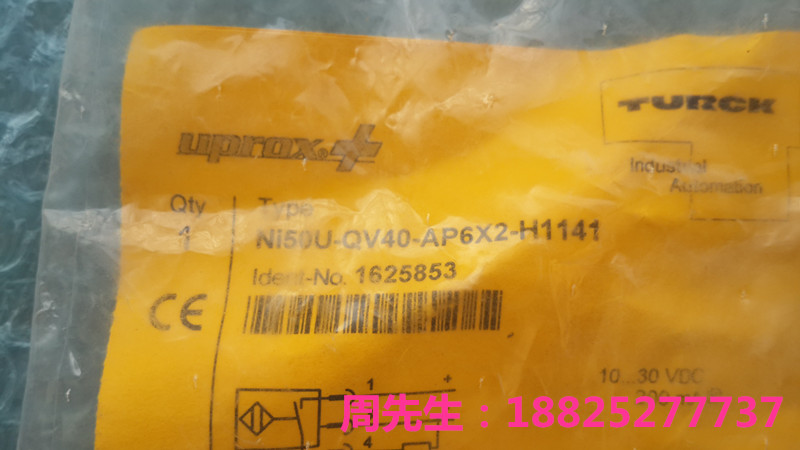 TURCK
uprox.+
Industrial
Automation
Qty
Type
1
Ni50U-QV40-AP6X2-H1141
Ident-No. 1625853
CE
10...30 VDC
1
+
4
周先生：18825277737